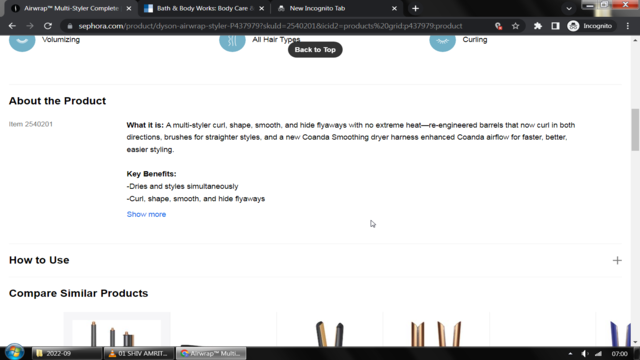 Airwrap™ Multi-Styler Complete
Bath & Body Works: Body Care &
New Incognito Tab
sephora.com/product/dyson-airwrap-styler-P437979?skuId=2540201&icid2=products%20grid:p437979:product
Incognito
Volumizing
All Hair Types
Curling
Back to Top
About the Product
Item 2540201
What it is: A multi-styler curl, shape, smooth, and hide flyaways with no extreme heat—re-engineered barrels that now curl in both
directions, brushes for straighter styles, and a new Coanda Smoothing dryer harness enhanced Coanda airflow for faster, better,
easier styling.
Key Benefits:
-Dries and styles simultaneously
-Curl, shape, smooth, and hide flyaways
Show more
How to Use
Compare Similar Products
2022-09
01 SHIV AMRIT...
Airwrap™ Multi...
07:00